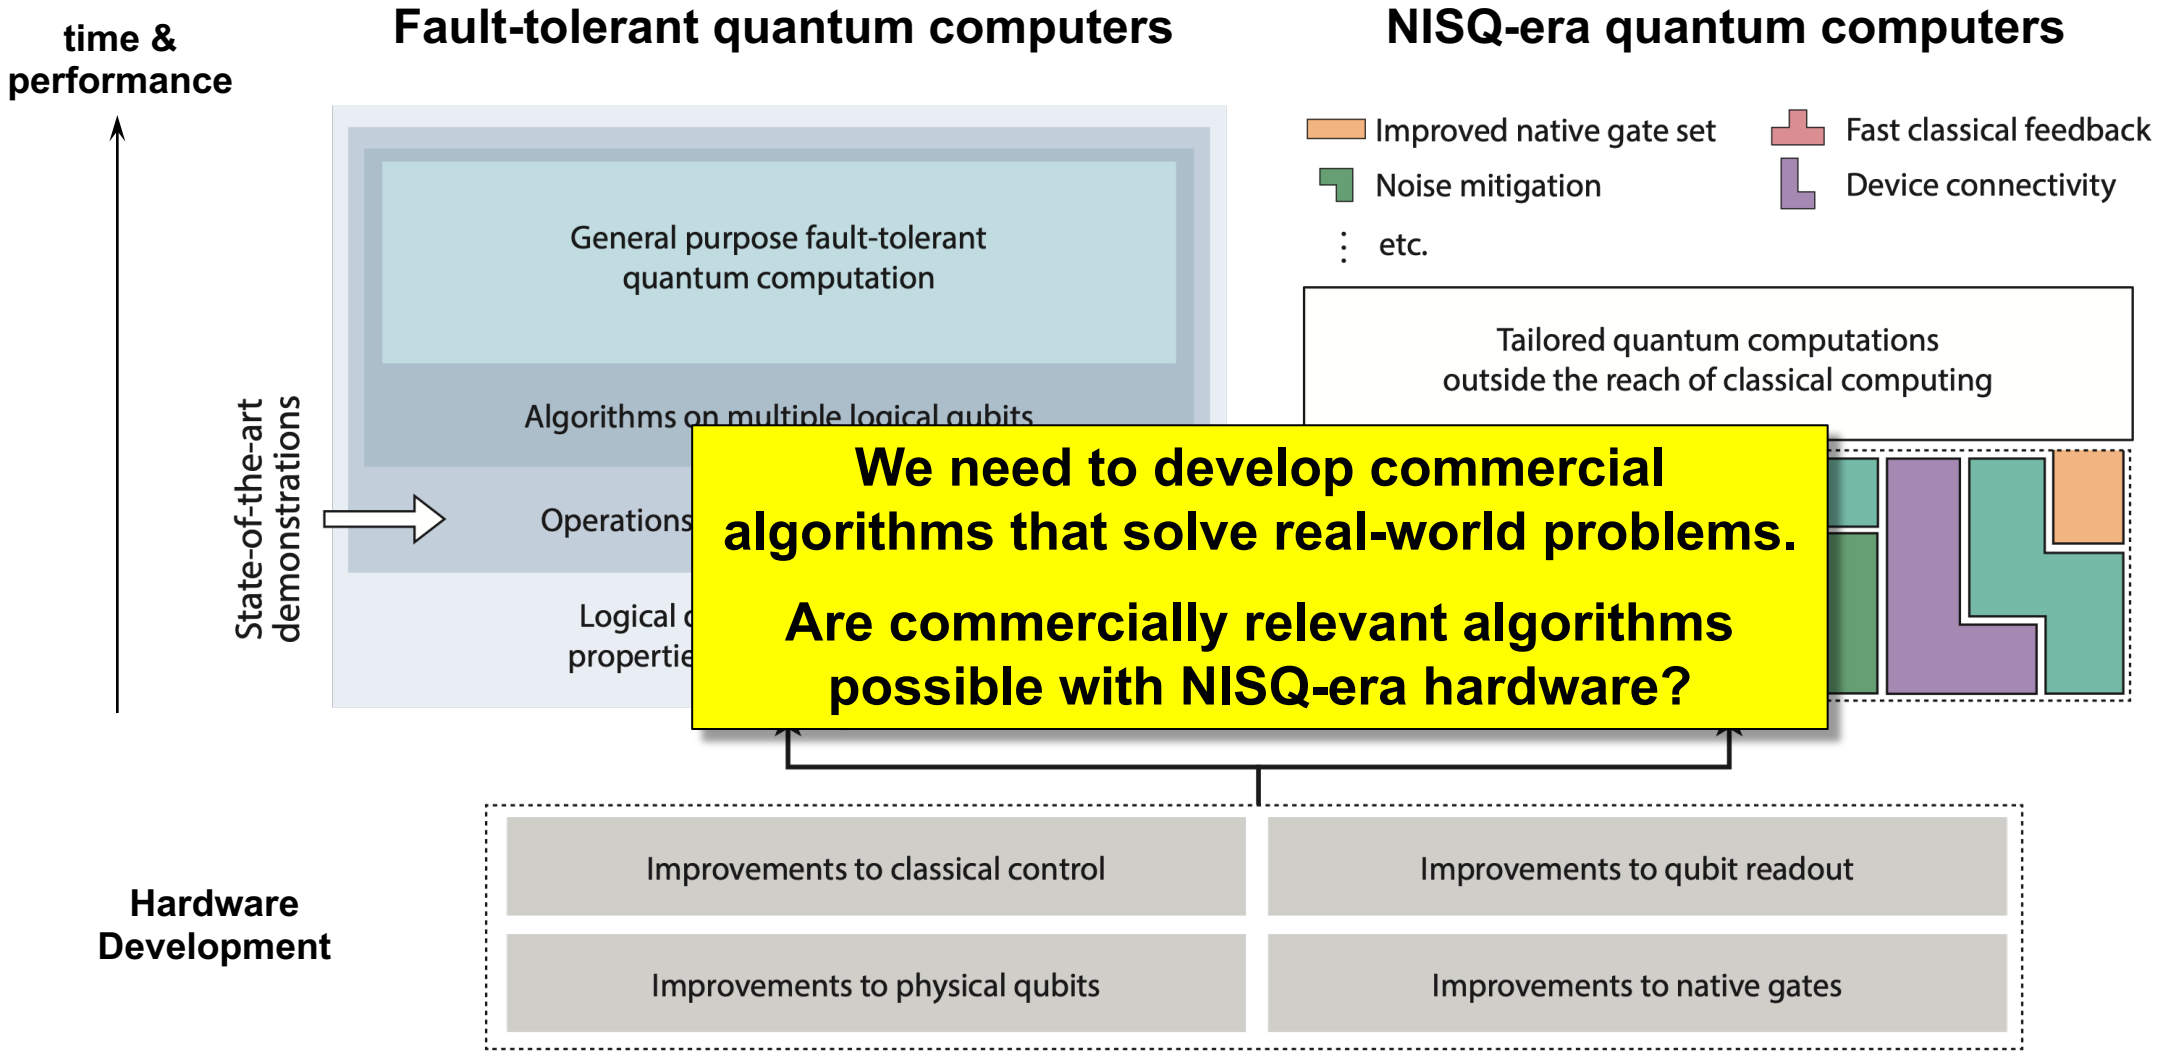 time &
performance
Fault-tolerant quantum computers
NISQ-era quantum computers
Improved native gate set
Fast classical feedback
Noise mitigation
Device connectivity
etc.
General purpose fault-tolerant
quantum computation
Tailored quantum computations
outside the reach of classical computing
State-of-the-art
demonstrations
Algorithms on multiple logical qubits
Operations
Logical
We need to develop commercial
algorithms that solve real-world problems.
Are commercially relevant algorithms
possible with NISQ-era hardware?
Hardware
Development
Improvements to classical control
Improvements to qubit readout
Improvements to physical qubits
Improvements to native gates